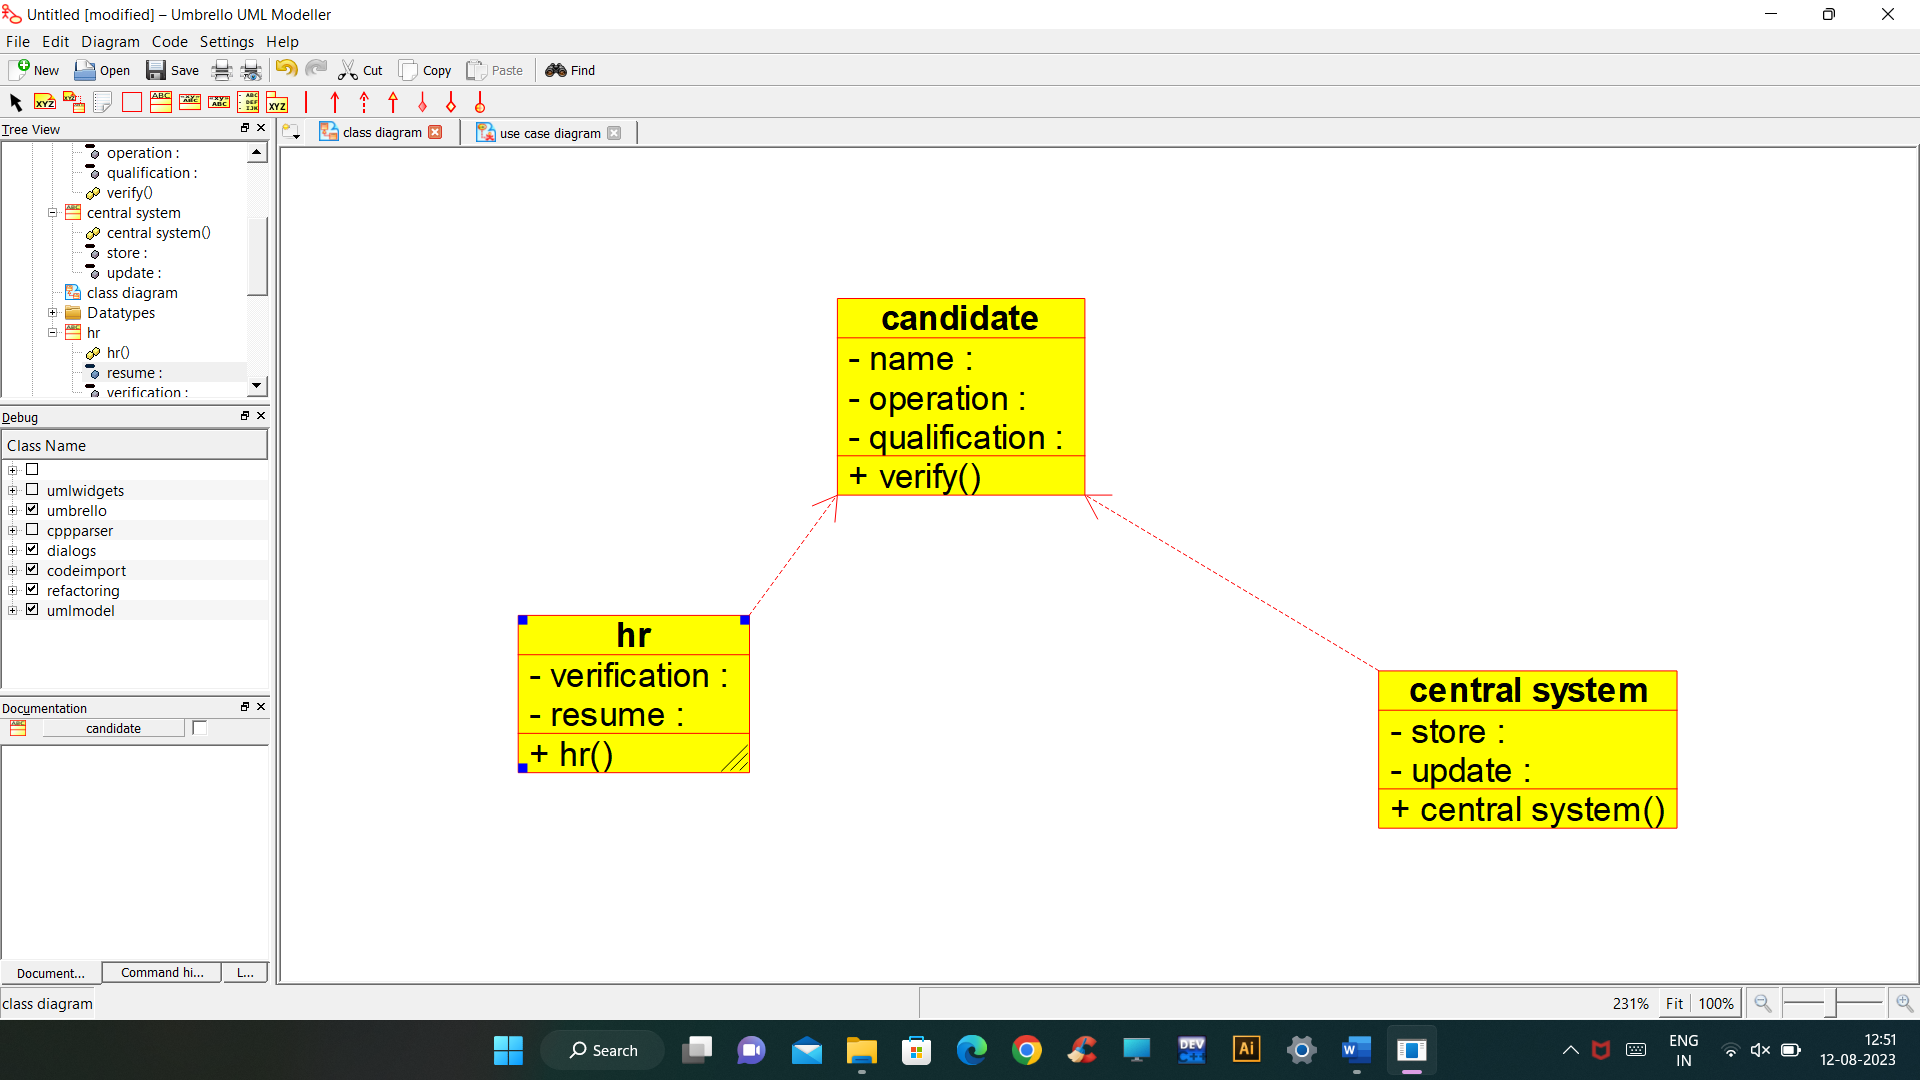 Untitled [modified] – Umbrello UML Modeller
File Edit Diagram Code Settings Help
New Open Save Cut Copy Paste Find
Tree View
class diagram use case diagram
operation :
qualification :
verify()
central system
central system()
store :
update :
class diagram
Datatypes
hr
hr()
resume :
verification :
Debug
Class Name
umlwidgets
umbrello
cppparser
dialogs
codeimport
refactoring
umlmodel
Documentation
candidate
Document... Command hi... L...
candidate
- name :
- operation :
- qualification :
+ verify()
hr
- verification :
- resume :
+ hr()
central system
- store :
- update :
+ central system()
class diagram
231% Fit 100%
Search
DEV
C++
Ai
ENG
IN
12:51
12-08-2023